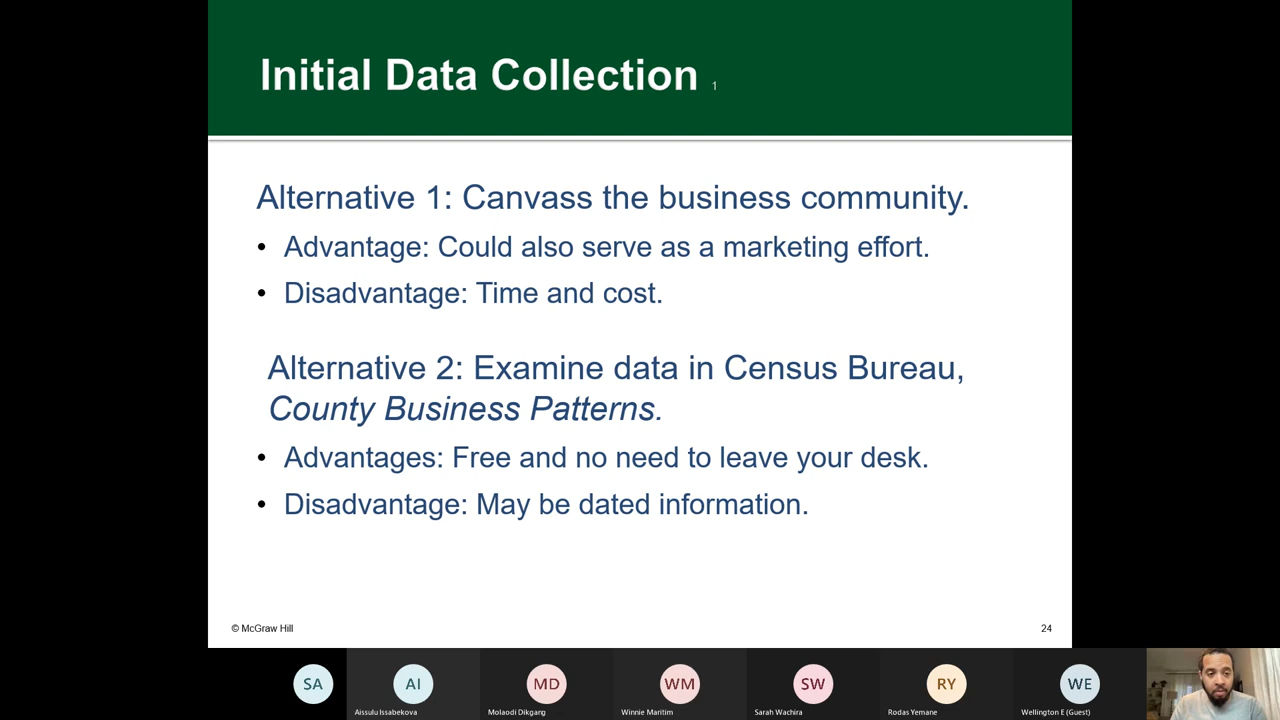 Initial Data Collection 1
Alternative 1: Canvass the business community.
• Advantage: Could also serve as a marketing effort.
• Disadvantage: Time and cost.
Alternative 2: Examine data in Census Bureau,
County Business Patterns.
• Advantages: Free and no need to leave your desk.
• Disadvantage: May be dated information.
© McGraw Hill
24
SA
AI
MD
WM
SW
RY
WE
Aissulu Issabekova
Molaodi Dikgang
Winnie Maritim
Sarah Wachira
Rodas Yemane
Wellington E (Guest)